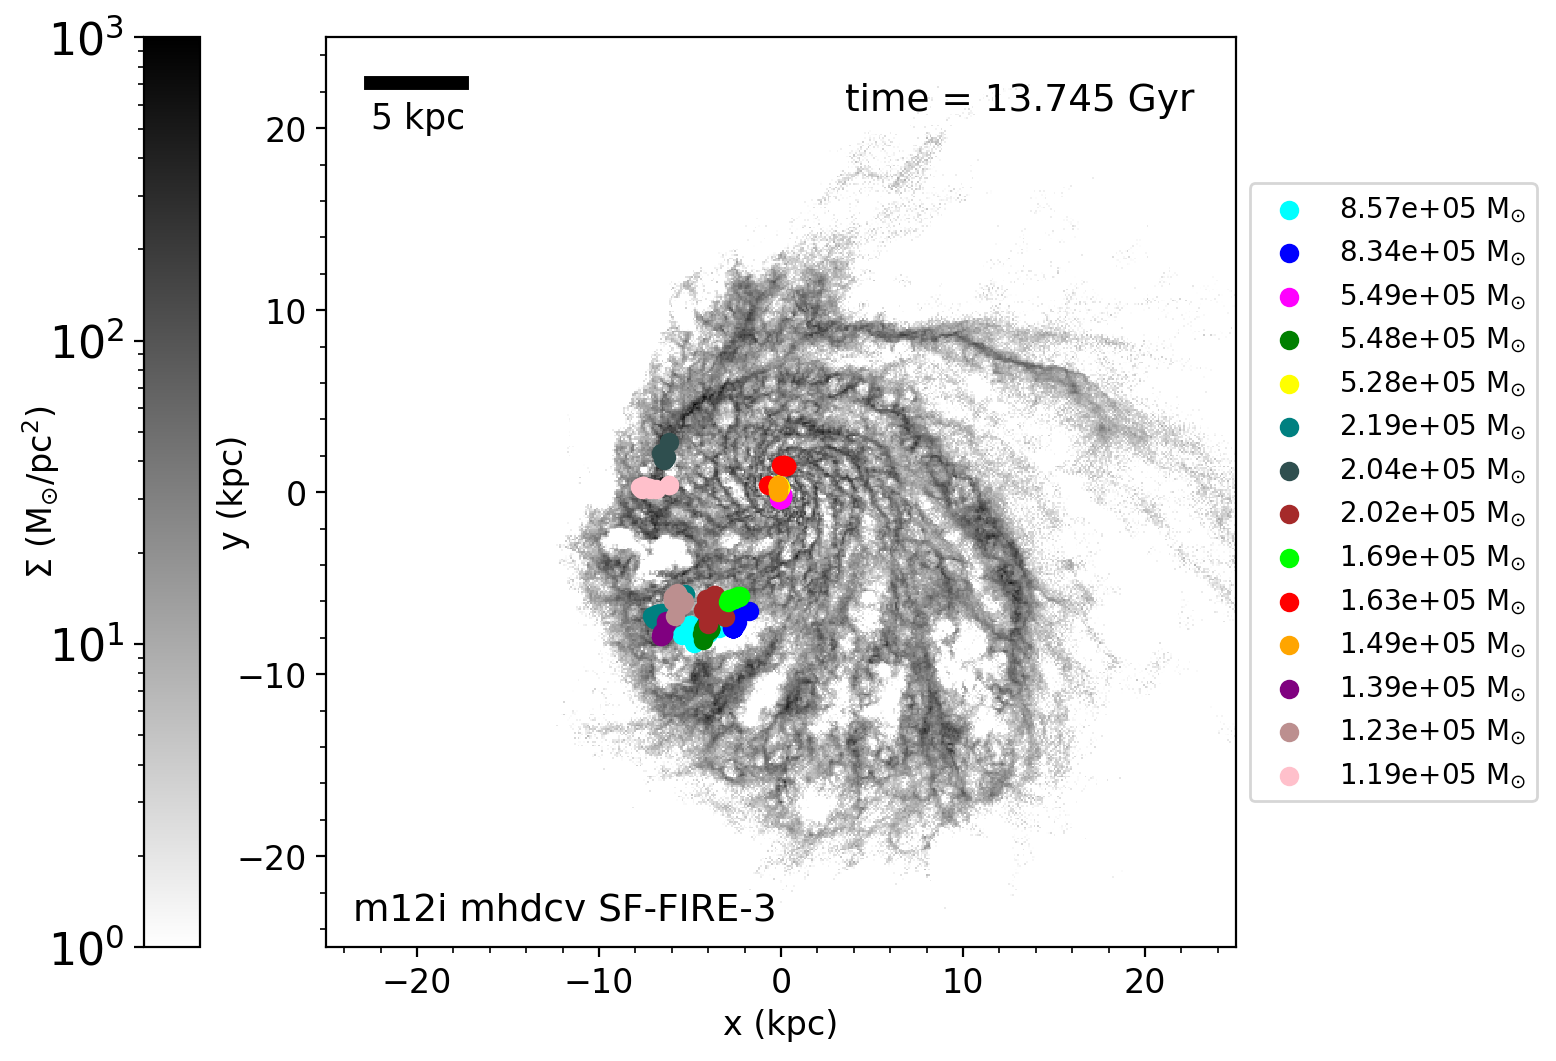 10³
10²
10¹
10⁰
Σ (M☉/pc²)
20
10
0
−10
−20
y (kpc)
5 kpc
time = 13.745 Gyr
m12i mhdcv SF-FIRE-3
−20
−10
0
10
20
x (kpc)
8.57e+05 M☉
8.34e+05 M☉
5.49e+05 M☉
5.48e+05 M☉
5.28e+05 M☉
2.19e+05 M☉
2.04e+05 M☉
2.02e+05 M☉
1.69e+05 M☉
1.63e+05 M☉
1.49e+05 M☉
1.39e+05 M☉
1.23e+05 M☉
1.19e+05 M☉